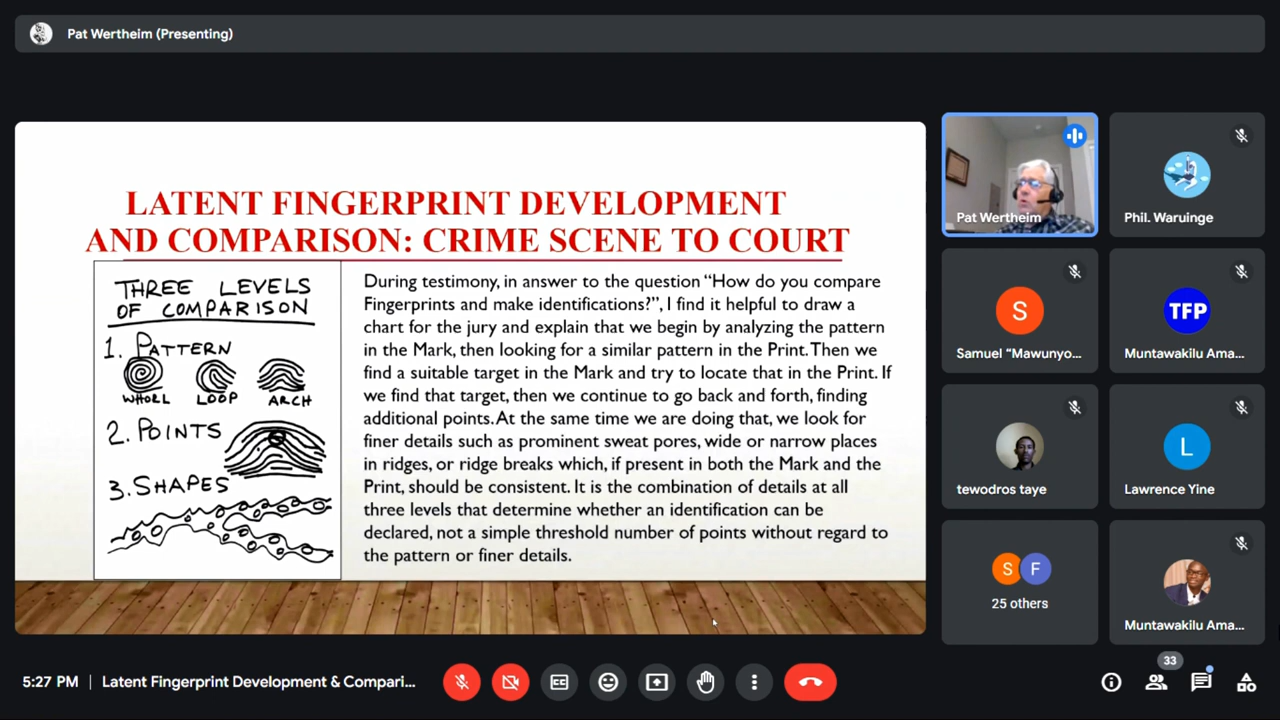 Pat Wertheim (Presenting)
LATENT FINGERPRINT DEVELOPMENT
AND COMPARISON: CRIME SCENE TO COURT
THREE LEVELS
OF COMPARISON
1. PATTERN
WHORL LOOP ARCH
2. POINTS
3. SHAPES
During testimony, in answer to the question “How do you compare
Fingerprints and make identifications?”, I find it helpful to draw a
chart for the jury and explain that we begin by analyzing the pattern
in the Mark, then looking for a similar pattern in the Print. Then we
find a suitable target in the Mark and try to locate that in the Print. If
we find that target, then we continue to go back and forth, finding
additional points. At the same time we are doing that, we look for
finer details such as prominent sweat pores, wide or narrow places
in ridges, or ridge breaks which, if present in both the Mark and the
Print, should be consistent. It is the combination of details at all
three levels that determine whether an identification can be
declared, not a simple threshold number of points without regard to
the pattern or finer details.
Pat Wertheim
Phil. Waruinge
S
Samuel “Mawunyo...
TFP
Muntawakilu Ama...
tewodros taye
L
Lawrence Yine
S F
25 others
Muntawakilu Ama...
5:27 PM | Latent Fingerprint Development & Compari...
CC
33